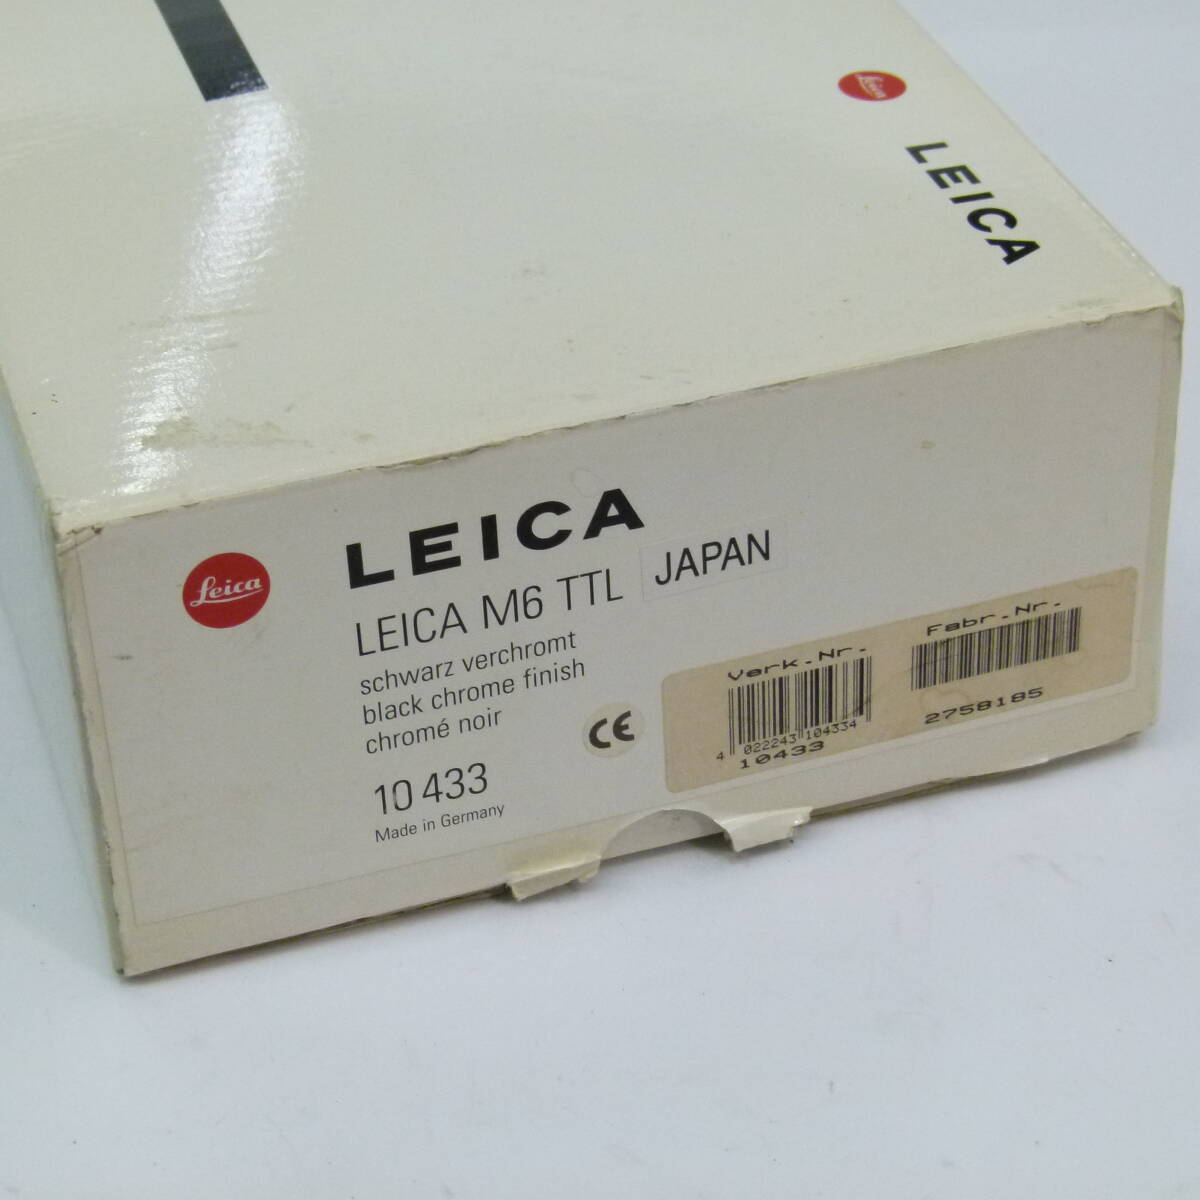 Leica
LEICA
Leica
LEICA
LEICA M6 TTL JAPAN
schwarz verchromt
black chrome finish
chromé noir
10 433
Made in Germany
CE
Verk.Nr.
4 022243 104334
10433
Fabr.Nr.
2758185